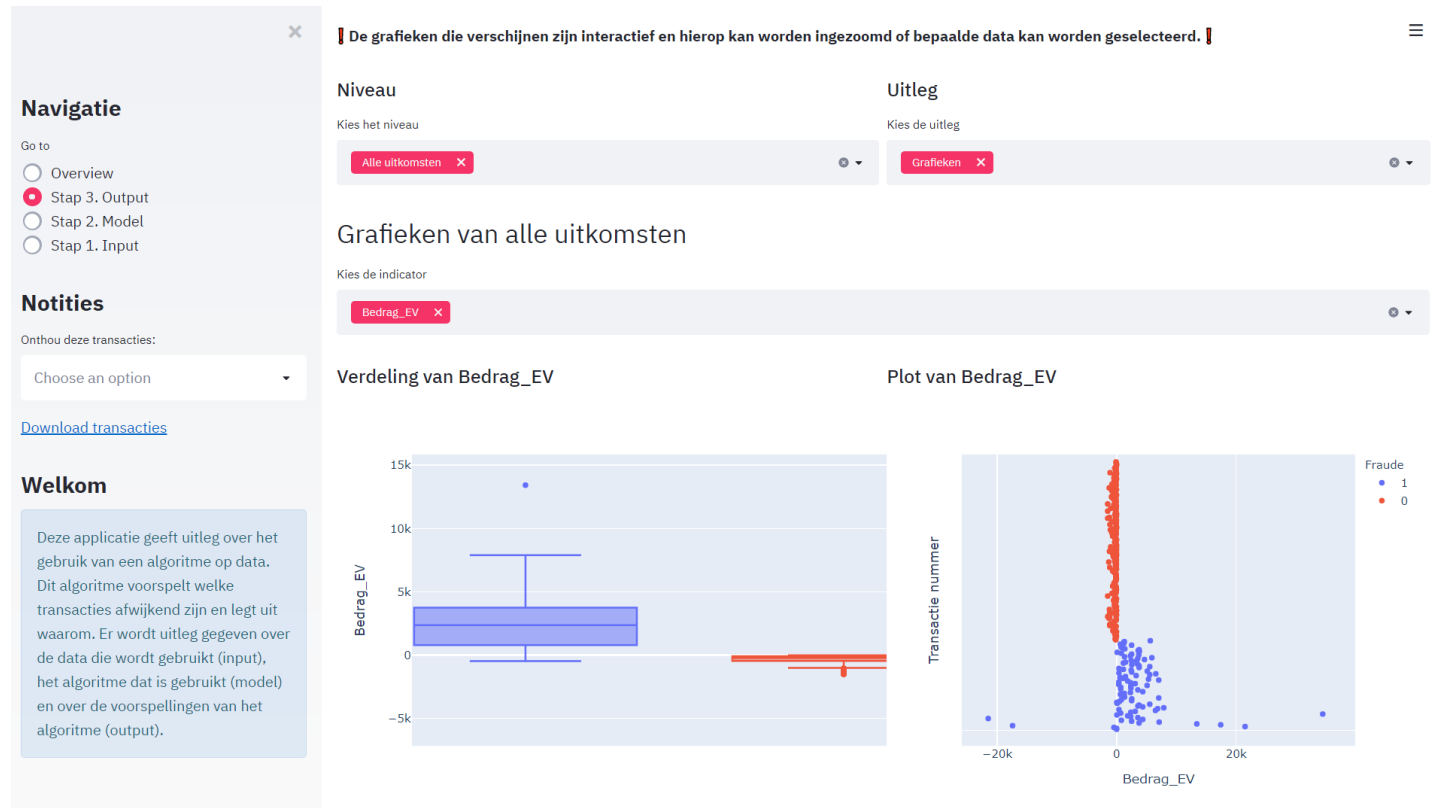 ❗De grafieken die verschijnen zijn interactief en hierop kan worden ingezoomd of bepaalde data kan worden geselecteerd.❗
Navigatie
Go to
Overview
Stap 3. Output
Stap 2. Model
Stap 1. Input
Notities
Onthou deze transacties:
Choose an option
Download transacties
Welkom
Deze applicatie geeft uitleg over het
gebruik van een algoritme op data.
Dit algoritme voorspelt welke
transacties afwijkend zijn en legt uit
waarom. Er wordt uitleg gegeven over
de data die wordt gebruikt (input),
het algoritme dat is gebruikt (model)
en over de voorspellingen van het
algoritme (output).
Niveau
Kies het niveau
Alle uitkomsten
Uitleg
Kies de uitleg
Grafieken
Grafieken van alle uitkomsten
Kies de indicator
Bedrag_EV
Verdeling van Bedrag_EV
15k
10k
5k
0
−5k
Bedrag_EV
Plot van Bedrag_EV
Transactie nummer
−20k
0
20k
Bedrag_EV
Fraude
1
0